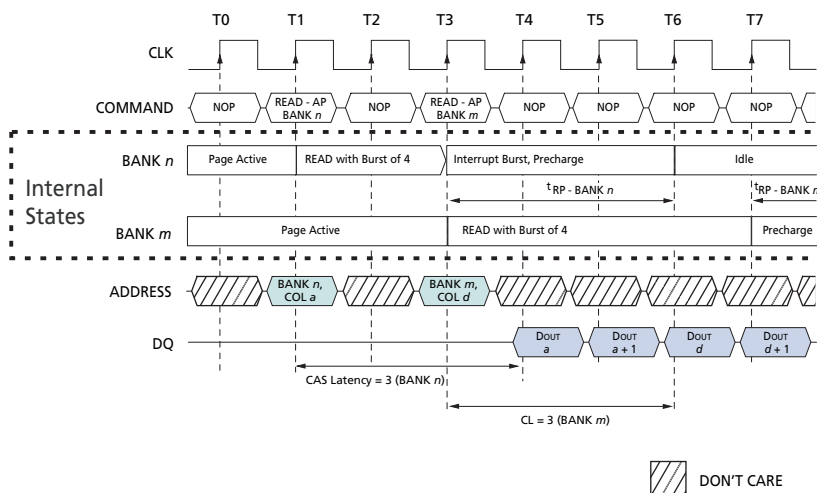 T0 T1 T2 T3 T4 T5 T6 T7
CLK
COMMAND NOP READ - AP BANK n NOP READ - AP BANK m NOP NOP NOP NOP
Internal States
BANK n Page Active READ with Burst of 4 Interrupt Burst, Precharge Idle
tRP - BANK n tRP - BANK m
BANK m Page Active READ with Burst of 4 Precharge
ADDRESS BANK n, COL a BANK m, COL d
DQ DOUT a DOUT a + 1 DOUT d DOUT d + 1
CAS Latency = 3 (BANK n)
CL = 3 (BANK m)
DON'T CARE